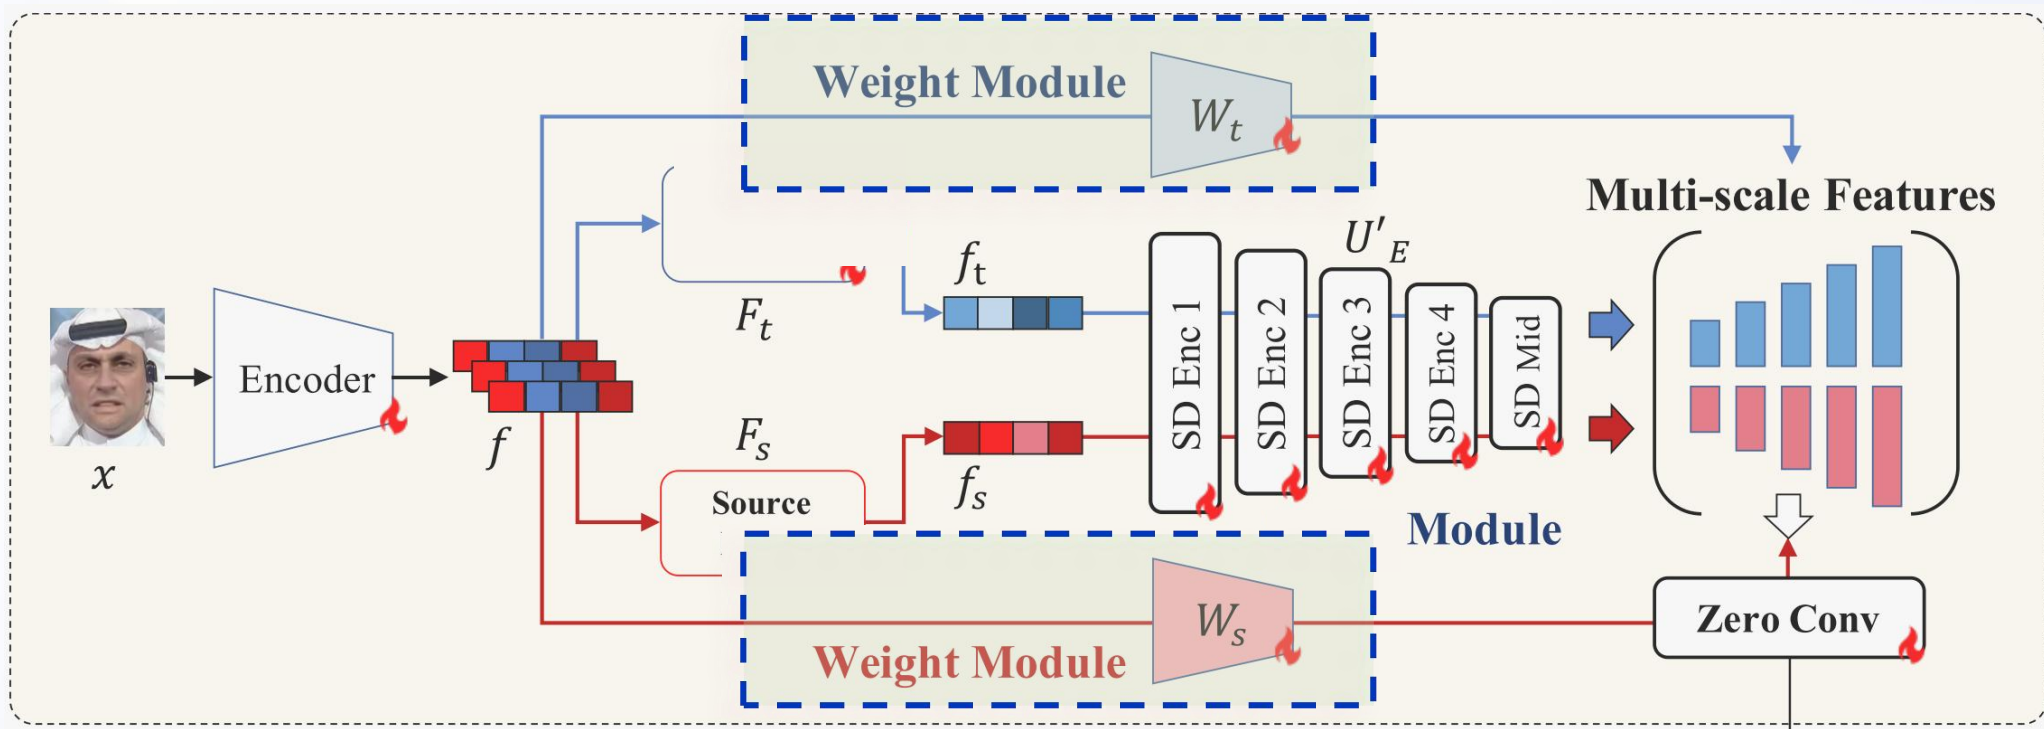 Weight Module
W_t
Multi-scale Features
U'_E
f_t
F_t
SD Enc 1
SD Enc 2
SD Enc 3
SD Enc 4
SD Mid
Encoder
x
f
F_s
f_s
Source
Module
W_s
Weight Module
Zero Conv